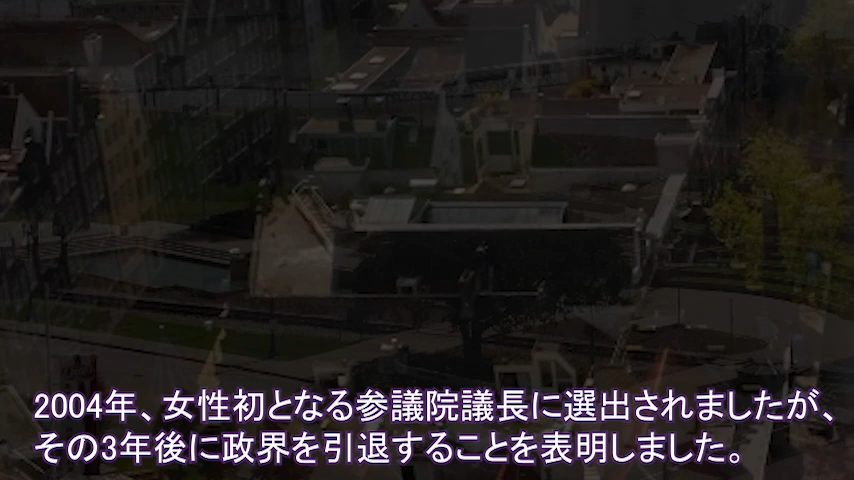 2004年、女性初となる参議院議長に選出されましたが、
その3年後に政界を引退することを表明しました。